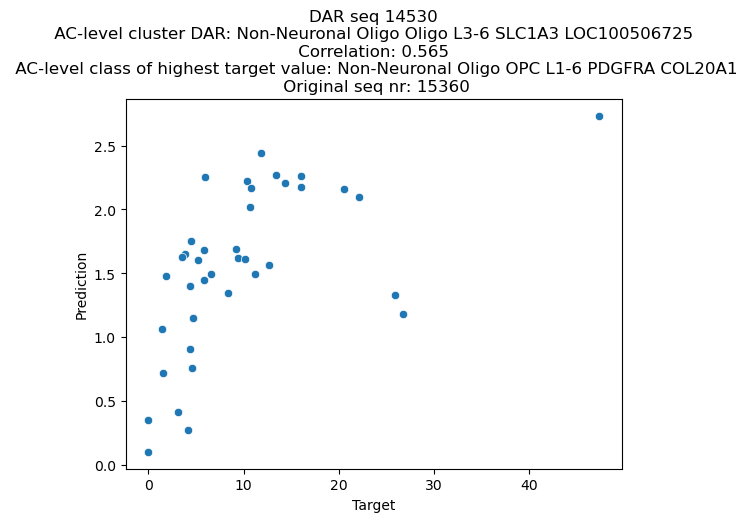 DAR seq 14530
AC-level cluster DAR: Non-Neuronal Oligo Oligo L3-6 SLC1A3 LOC100506725
Correlation: 0.565
AC-level class of highest target value: Non-Neuronal Oligo OPC L1-6 PDGFRA COL20A1
Original seq nr: 15360
2.5
2.0
1.5
1.0
0.5
0.0
Prediction
0 10 20 30 40
Target